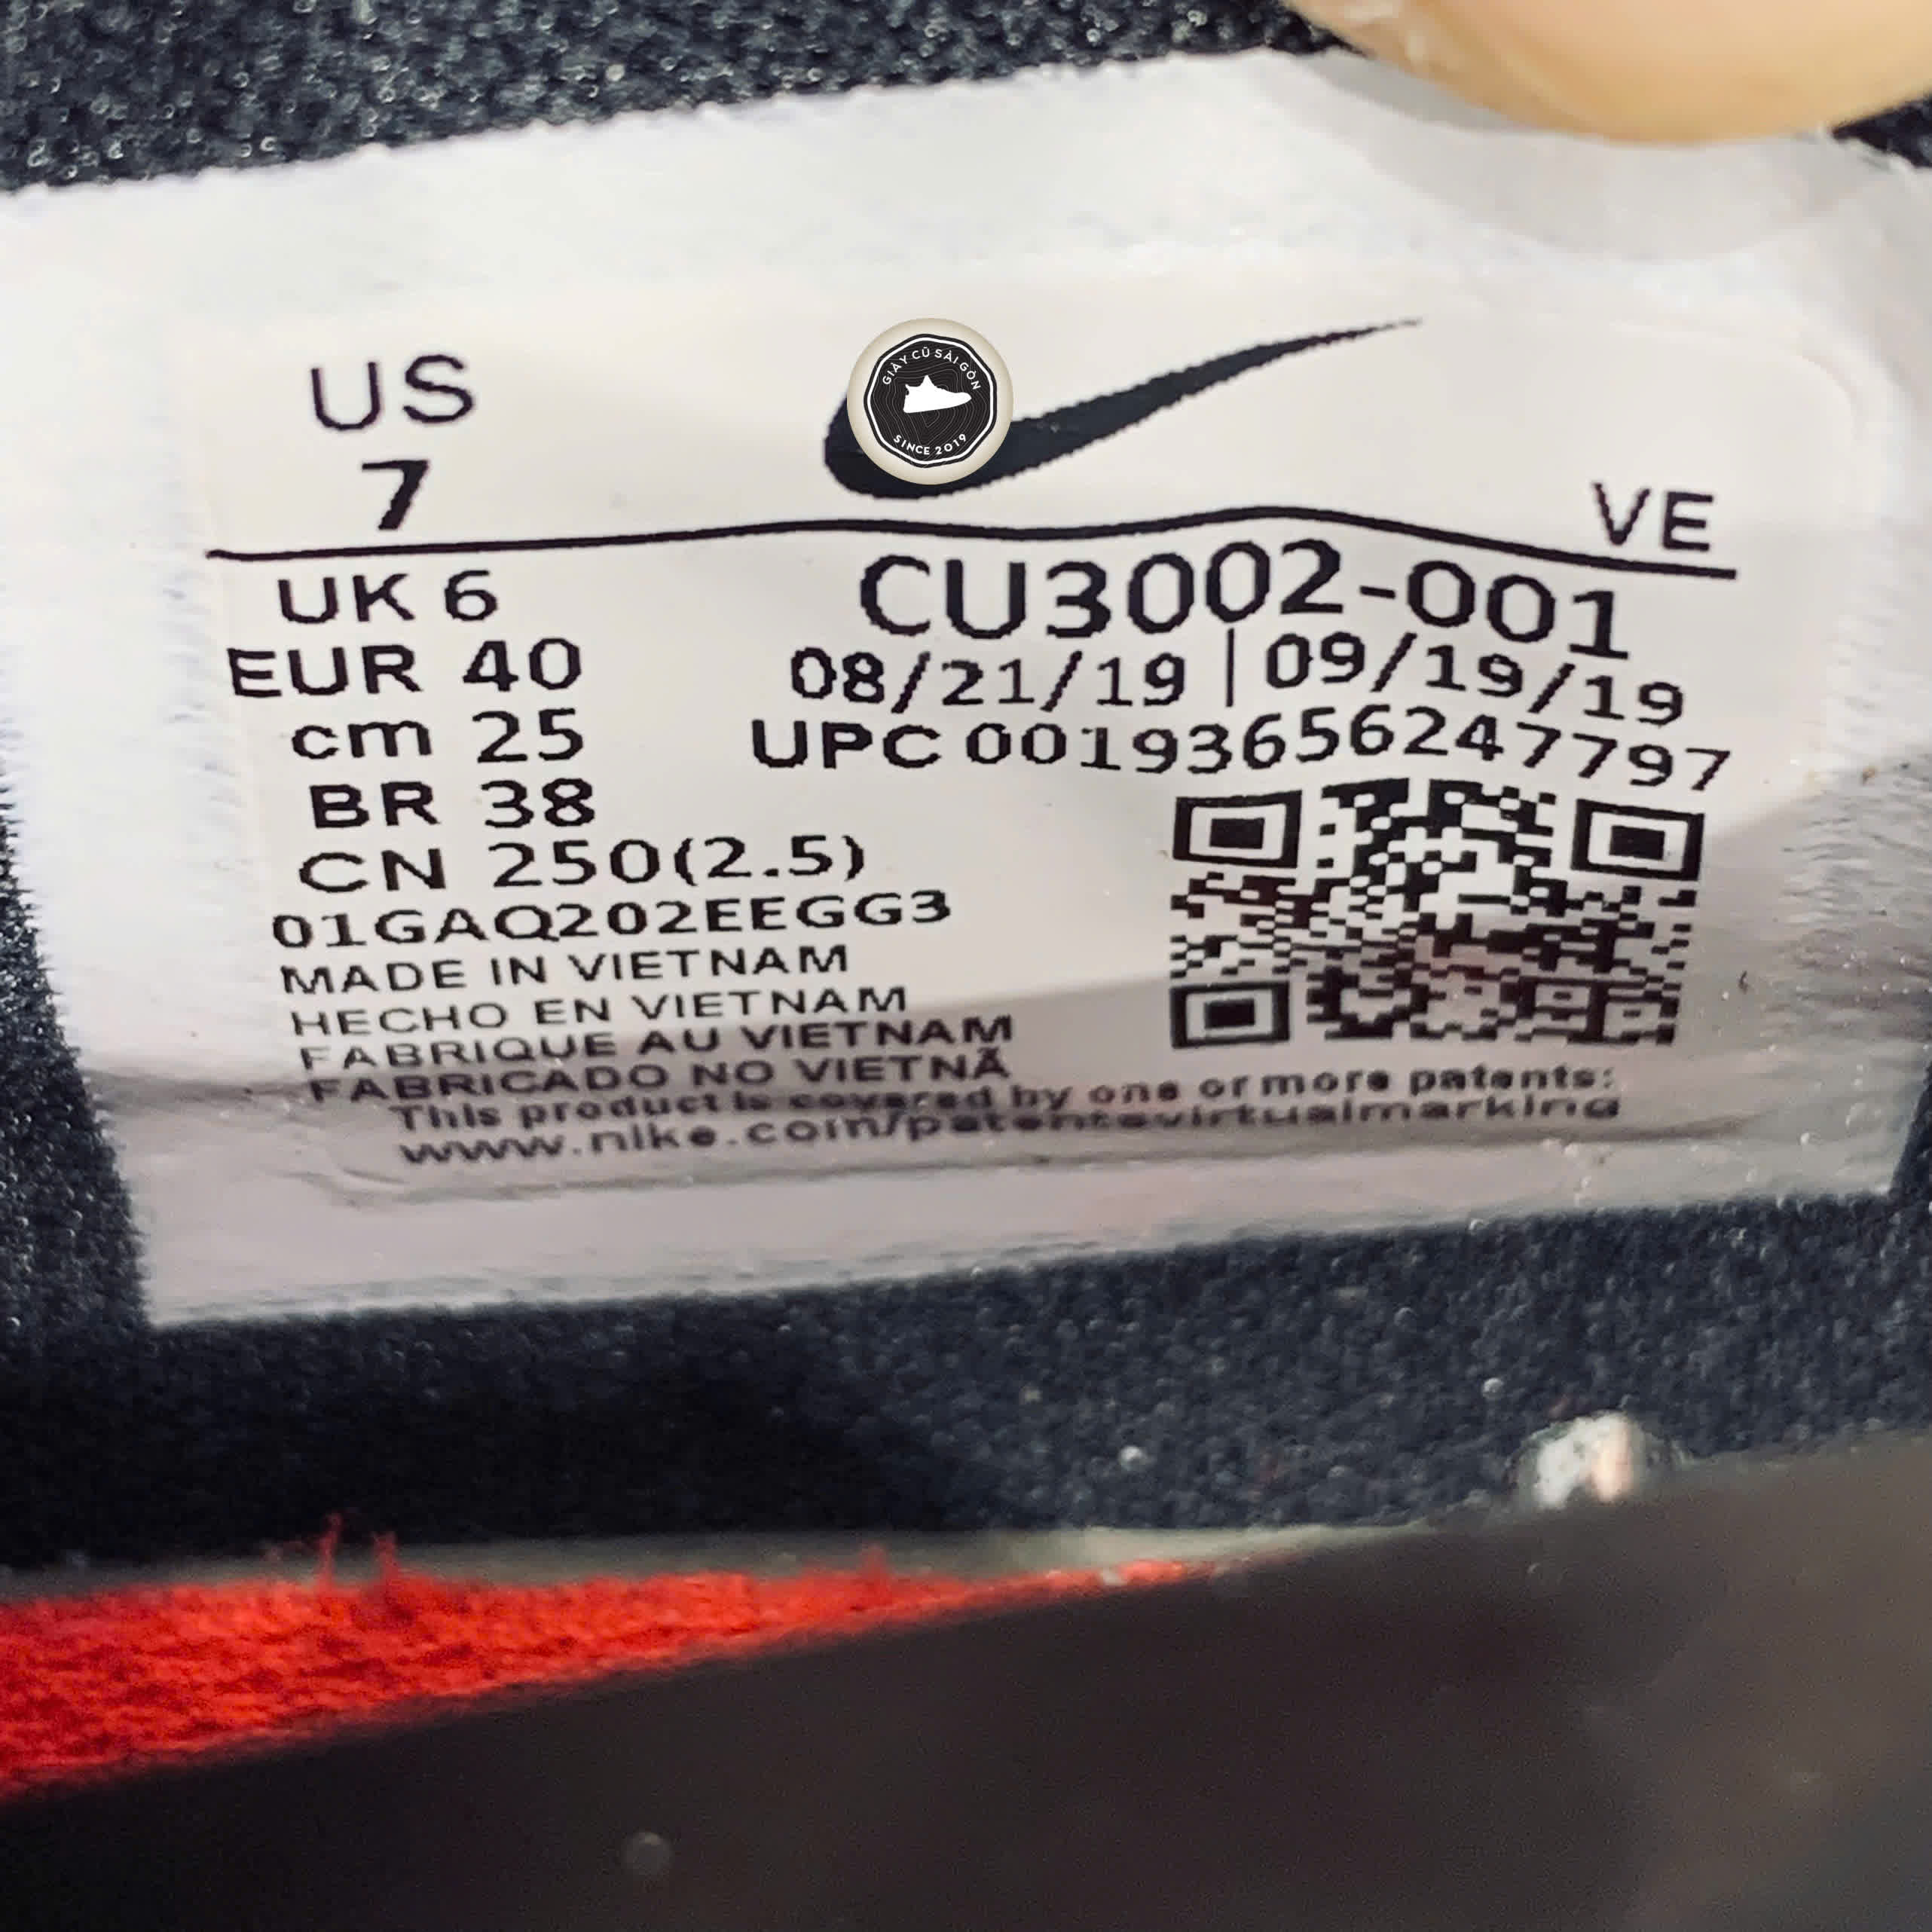 US
7
GIÀY CŨ SÀI GÒN
SINCE 2019
VE
UK 6
EUR 40
cm 25
BR 38
CN 250(2.5)
CU3002-001
08/21/19 | 09/19/19
UPC 00193656247797
01GAQ202EEGG3
MADE IN VIETNAM
HECHO EN VIETNAM
FABRIQUE AU VIETNAM
FABRICADO NO VIETNÃ
This product is covered by one or more patents:
www.nike.com/patentsvirtualmarking